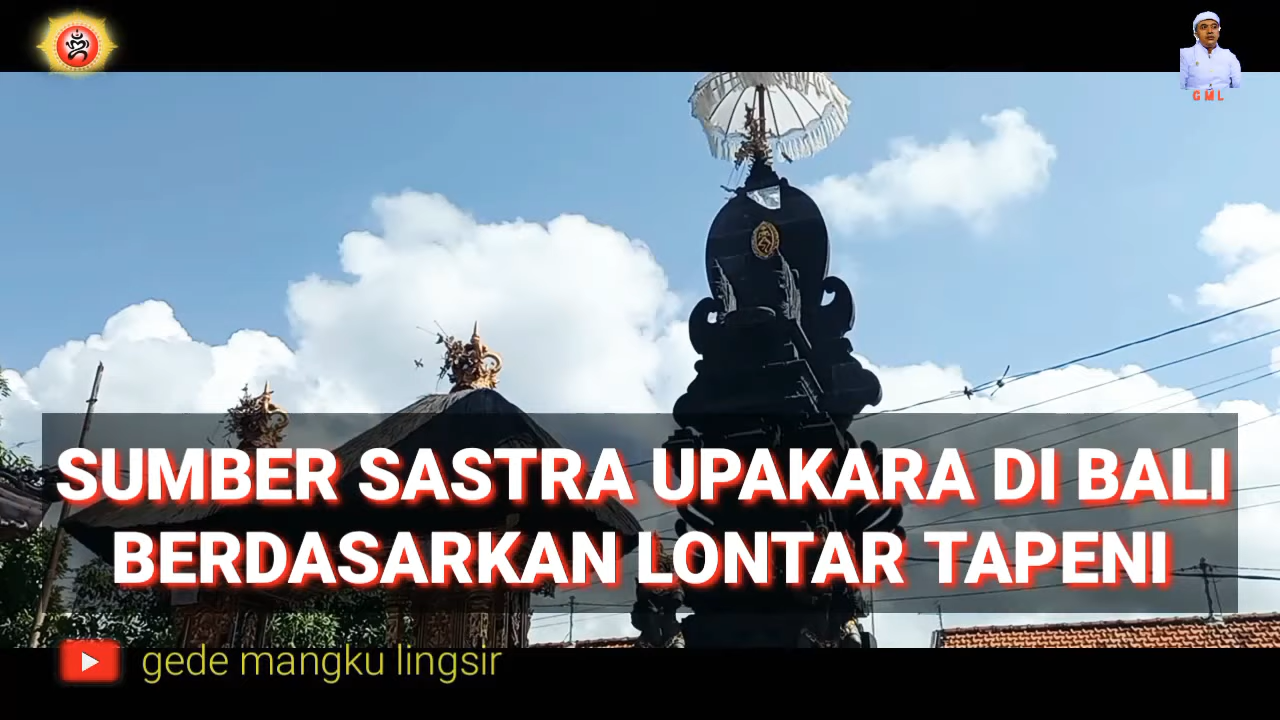 GML
SUMBER SASTRA UPAKARA DI BALI
BERDASARKAN LONTAR TAPENI
gede mangku lingsir